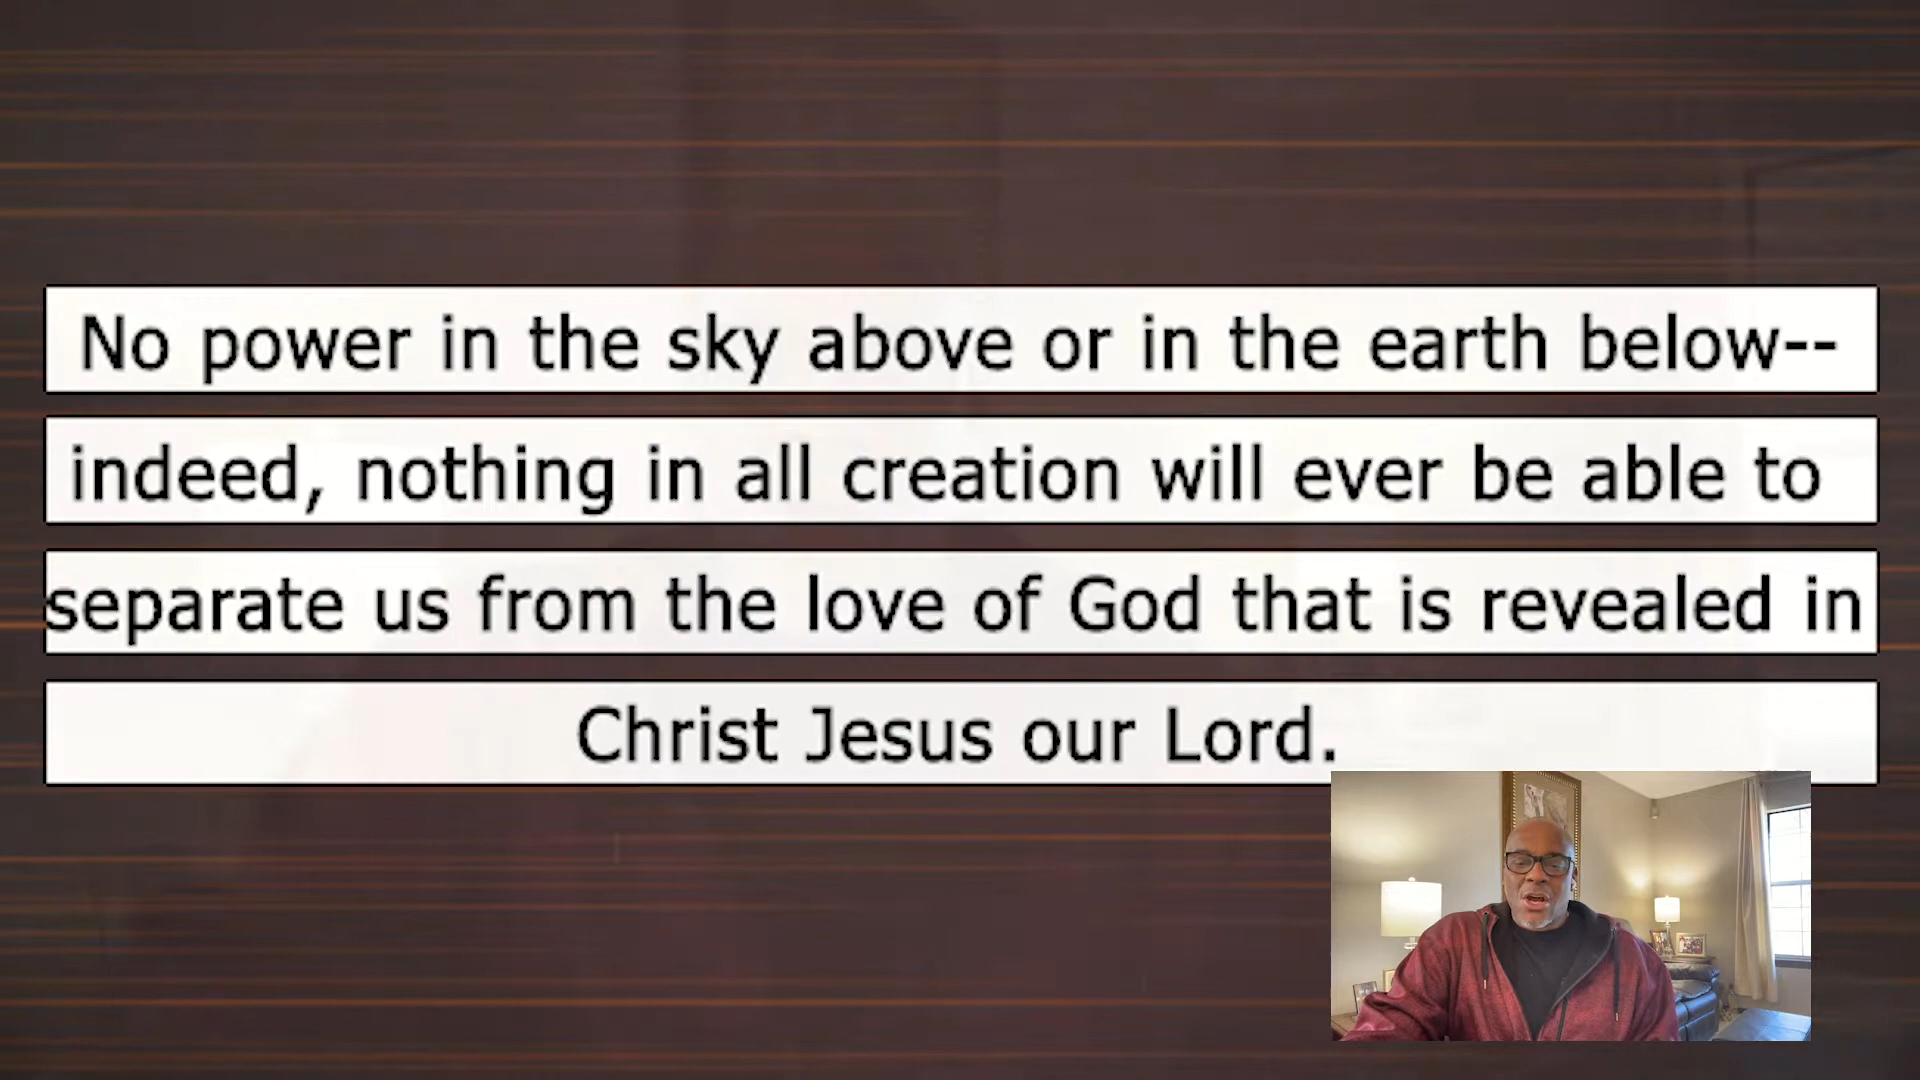 No power in the sky above or in the earth below--
indeed, nothing in all creation will ever be able to
separate us from the love of God that is revealed in
Christ Jesus our Lord.